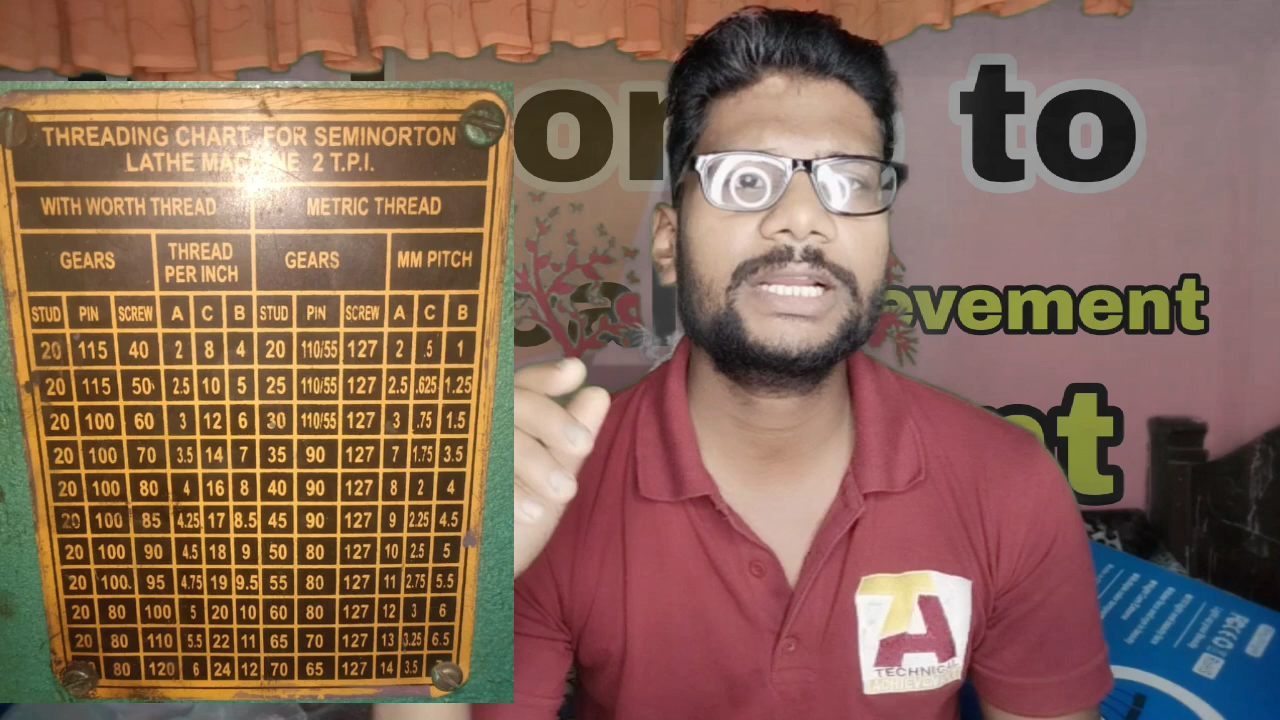 THREADING CHART FOR SEMINORTON
LATHE MACHINE 2 T.P.I.
WITH WORTH THREAD METRIC THREAD
GEARS THREAD PER INCH GEARS MM PITCH
STUD PIN SCREW A C B STUD PIN SCREW A C B
20 115 40 2 8 4 20 110/55 127 2 .5 1
20 115 50 2.5 10 5 25 110/55 127 2.5 .625 1.25
20 100 60 3 12 6 30 110/55 127 3 .75 1.5
20 100 70 3.5 14 7 35 90 127 7 1.75 3.5
20 100 80 4 16 8 40 90 127 8 2 4
20 100 85 4.25 17 8.5 45 90 127 9 2.25 4.5
20 100 90 4.5 18 9 50 80 127 10 2.5 5
20 100 95 4.75 19 9.5 55 80 127 11 2.75 5.5
20 80 100 5 20 10 60 80 127 12 3 6
20 80 110 5.5 22 11 65 70 127 13 3.25 6.5
80 120 6 24 12 70 65 127 14 3.5
to
TA
TECHNICAL